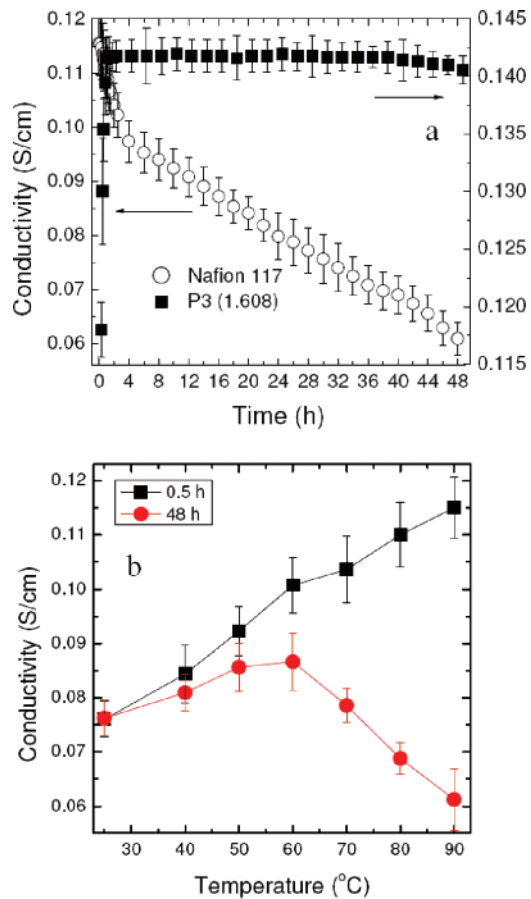 0.12
0.11
0.10
0.09
0.08
0.07
0.06
Conductivity (S/cm)
0.145
0.140
0.135
0.130
0.125
0.120
0.115
a
Nafion 117
P3 (1.608)
0 4 8 12 16 20 24 28 32 36 40 44 48
Time (h)
0.12
0.11
0.10
0.09
0.08
0.07
0.06
Conductivity (S/cm)
0.5 h
48 h
b
30 40 50 60 70 80 90
Temperature (°C)